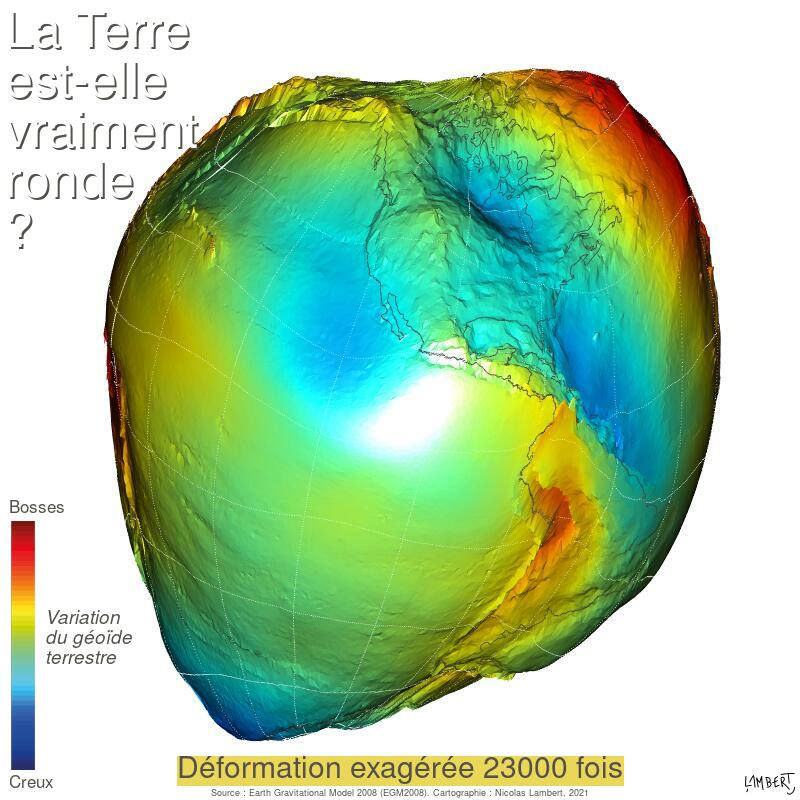 La Terre
est-elle
vraiment
ronde
?
Bosses
Variation
du géoïde
terrestre
Creux
Déformation exagérée 23000 fois
Source : Earth Gravitational Model 2008 (EGM2008). Cartographie : Nicolas Lambert, 2021
LAMBERT